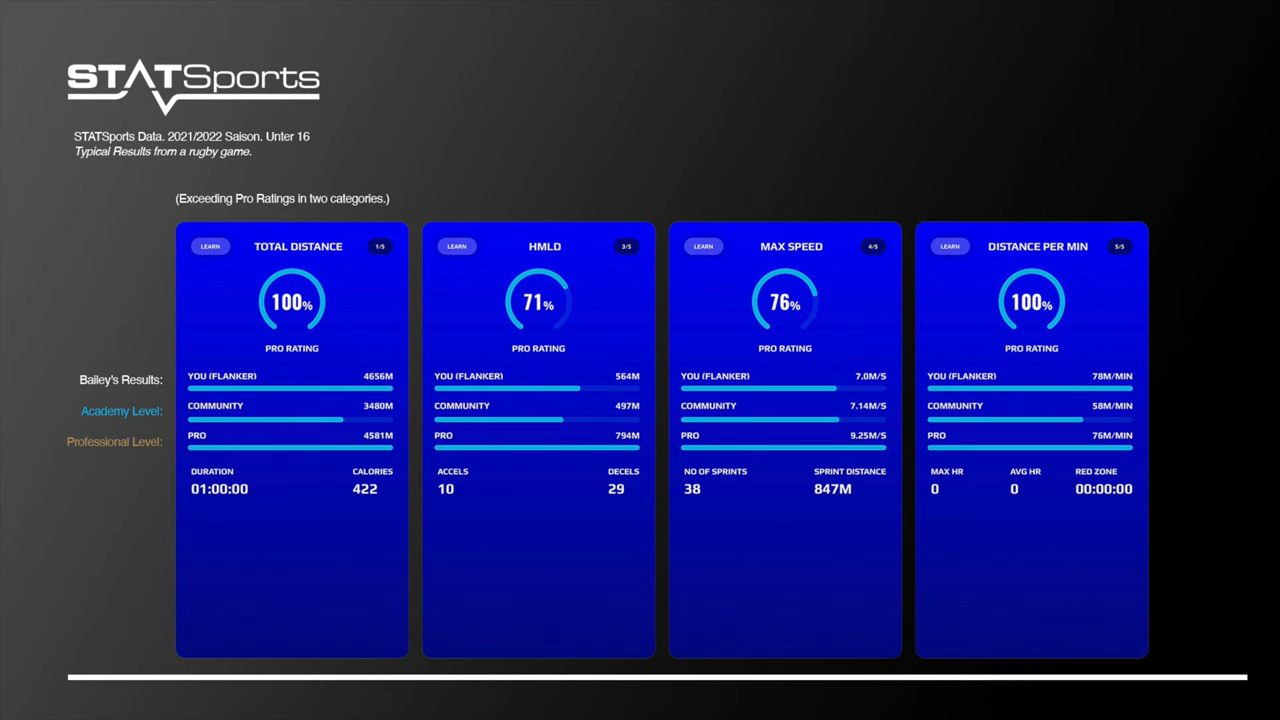 STATSports
STATSports Data. 2021/2022 Saison. Unter 16
Typical Results from a rugby game.
(Exceeding Pro Ratings in two categories.)
LEARN TOTAL DISTANCE 1/5
100%
PRO RATING
YOU (FLANKER) 4656M
COMMUNITY 3480M
PRO 4581M
DURATION CALORIES
01:00:00 422
LEARN HMLD 3/5
71%
PRO RATING
YOU (FLANKER) 564M
COMMUNITY 497M
PRO 794M
ACCELS DECELS
10 29
LEARN MAX SPEED 4/5
76%
PRO RATING
YOU (FLANKER) 7.0M/S
COMMUNITY 7.14M/S
PRO 9.25M/S
NO OF SPRINTS SPRINT DISTANCE
38 847M
LEARN DISTANCE PER MIN 5/5
100%
PRO RATING
YOU (FLANKER) 78M/MIN
COMMUNITY 58M/MIN
PRO 76M/MIN
MAX HR AVG HR RED ZONE
0 0 00:00:00
Bailey's Results:
Academy Level:
Professional Level: